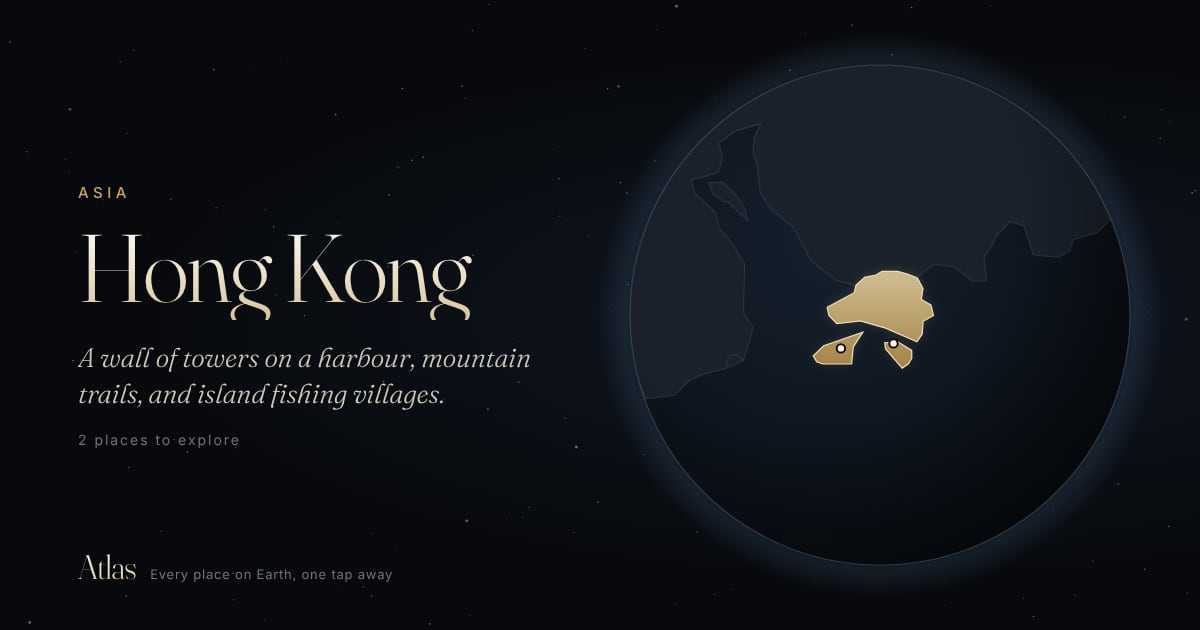 ASIA
Hong Kong
A wall of towers on a harbour, mountain
trails, and island fishing villages.
2 places to explore
Atlas Every place on Earth, one tap away